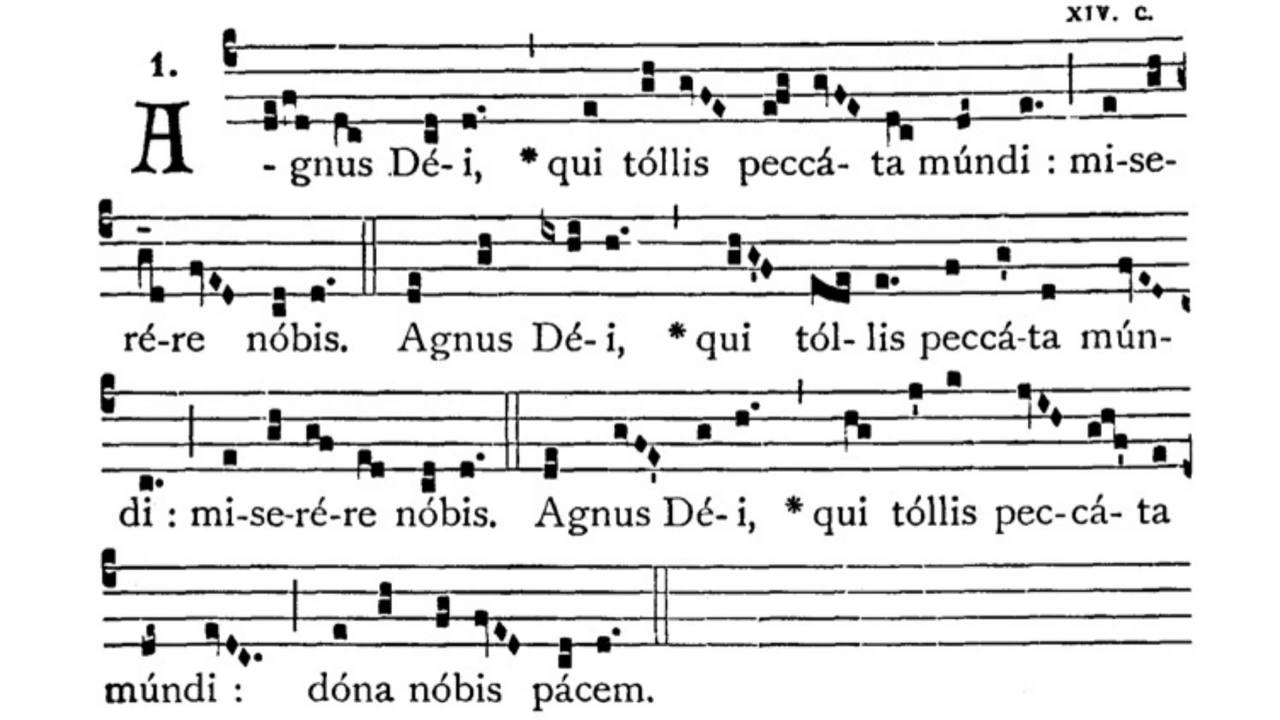 XIV. C.
1.
A-gnus Dé-i, * qui tóllis peccá-ta múndi : mi-se-
ré-re nóbis. Agnus Dé-i, * qui tól-lis peccá-ta mún-
di : mi-se-ré-re nóbis. Agnus Dé-i, * qui tóllis pec-cá-ta
múndi : dóna nóbis pácem.